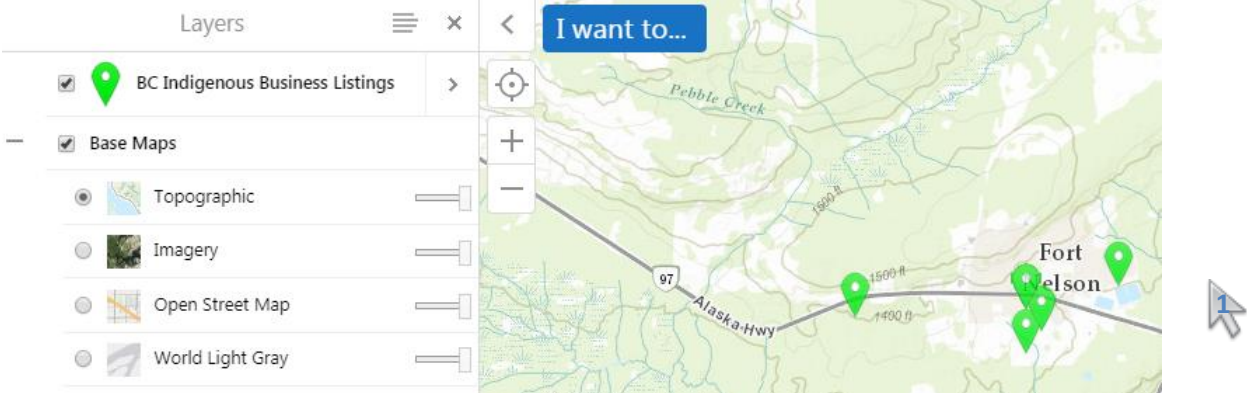 Layers
BC Indigenous Business Listings
Base Maps
Topographic
Imagery
Open Street Map
World Light Gray
I want to...
Pebble Creek
1600 ft
Fort
Nelson
97
1500 ft
Alaska Hwy
1400 ft
1